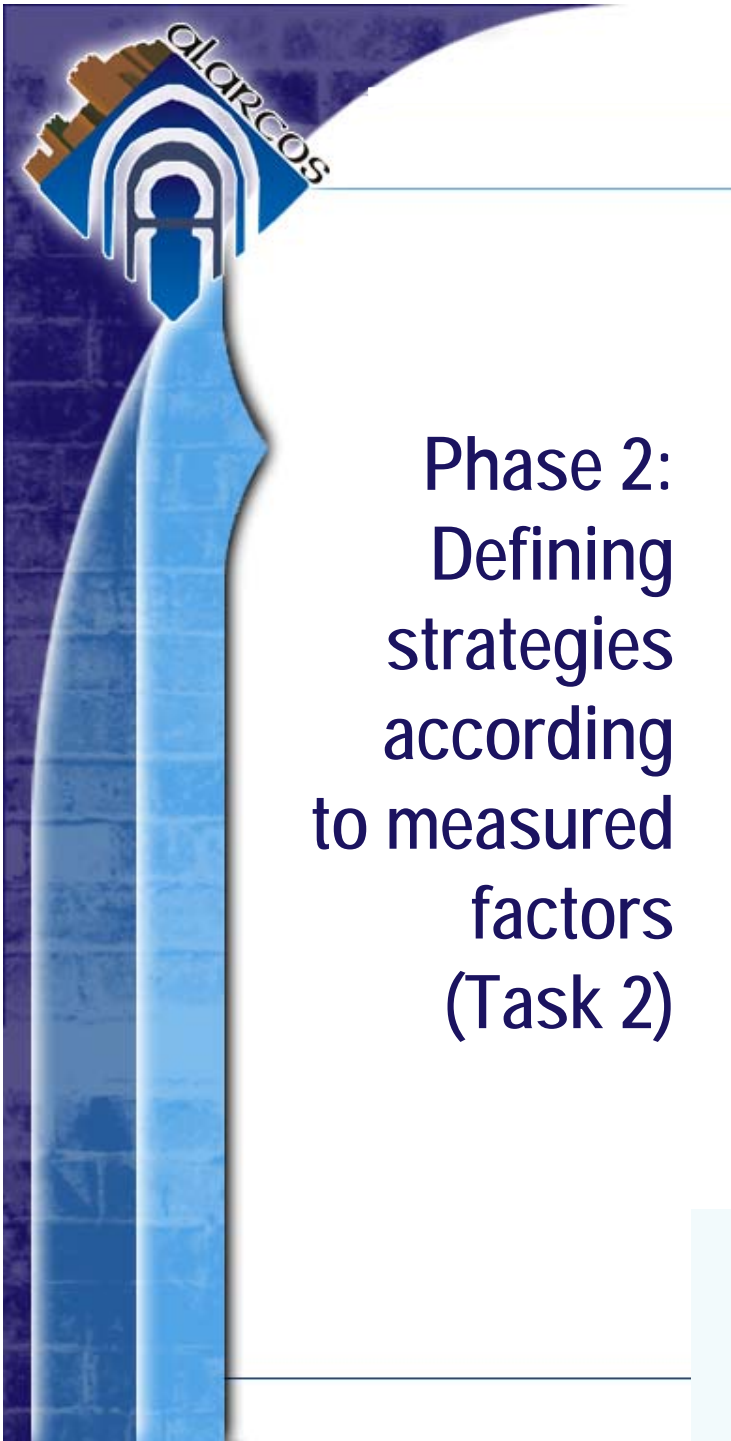 alarcos
Phase 2:
Defining
strategies
according
to measured
factors
(Task 2)